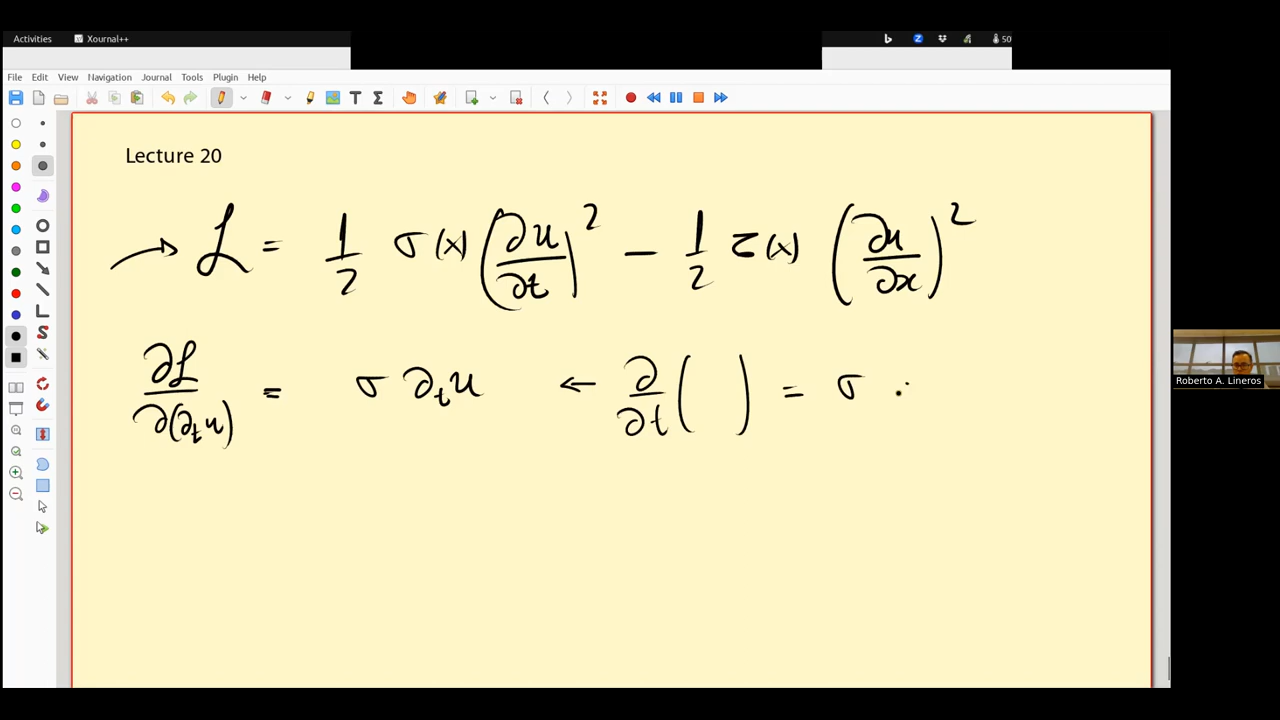 Activities Xournal++ 50
File Edit View Navigation Journal Tools Plugin Help
Lecture 20
→ ℒ = 1/2 σ(x) (∂u/∂t)² − 1/2 τ(x) (∂u/∂x)²
∂ℒ/∂(∂ₜu) = σ ∂ₜu ← ∂/∂t ( ) = σ .
Roberto A. Lineros